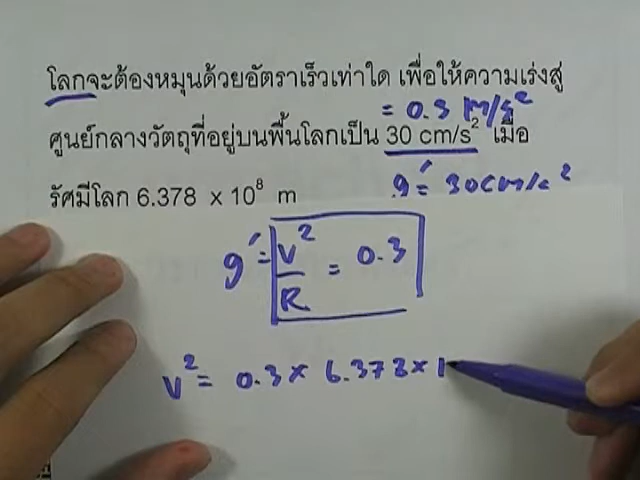 โลกจะต้องหมุนด้วยอัตราเร็วเท่าใด เพื่อให้ความเร่งสู่
= 0.3 m/s²
ศูนย์กลางวัตถุที่อยู่บนพื้นโลกเป็น 30 cm/s² เมื่อ
รัศมีโลก 6.378 x 10⁸ m
g′ = 30 cm/s²
g′ = V²/R = 0.3
V² = 0.3 × 6.378 × 1